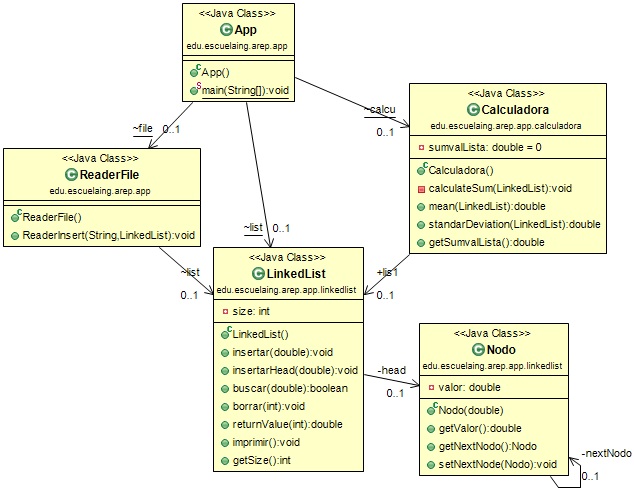 <<Java Class>>
App
edu.escuelaing.arep.app
App()
main(String[]):void
~file
0..1
~list
0..1
~calcu
0..1
<<Java Class>>
ReaderFile
edu.escuelaing.arep.app
ReaderFile()
ReaderInsert(String,LinkedList):void
~list
0..1
<<Java Class>>
Calculadora
edu.escuelaing.arep.app.calculadora
sumvalLista: double = 0
Calculadora()
calculateSum(LinkedList):void
mean(LinkedList):double
standarDeviation(LinkedList):double
getSumvalLista():double
+lis1
0..1
<<Java Class>>
LinkedList
edu.escuelaing.arep.app.linkedlist
size: int
LinkedList()
insertar(double):void
insertarHead(double):void
buscar(double):boolean
borrar(int):void
returnValue(int):double
imprimir():void
getSize():int
-head
0..1
<<Java Class>>
Nodo
edu.escuelaing.arep.app.linkedlist
valor: double
Nodo(double)
getValor():double
getNextNodo():Nodo
setNextNode(Nodo):void
-nextNodo
0..1